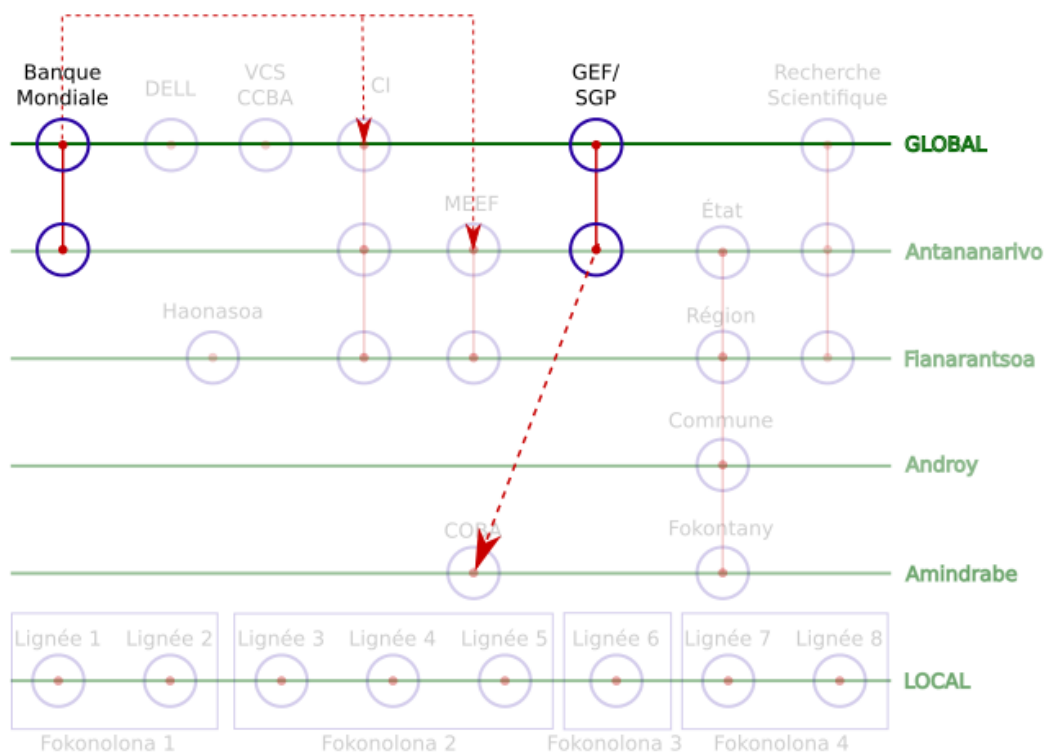 Banque
Mondiale
DELL
VCS
CCBA
CI
GEF/
SGP
Recherche
Scientifique
GLOBAL
MEEF
État
Antananarivo
Haonasoa
Région
Fianarantsoa
Commune
Androy
COBA
Fokontany
Amindrabe
Lignée 1
Lignée 2
Lignée 3
Lignée 4
Lignée 5
Lignée 6
Lignée 7
Lignée 8
LOCAL
Fokonolona 1
Fokonolona 2
Fokonolona 3
Fokonolona 4